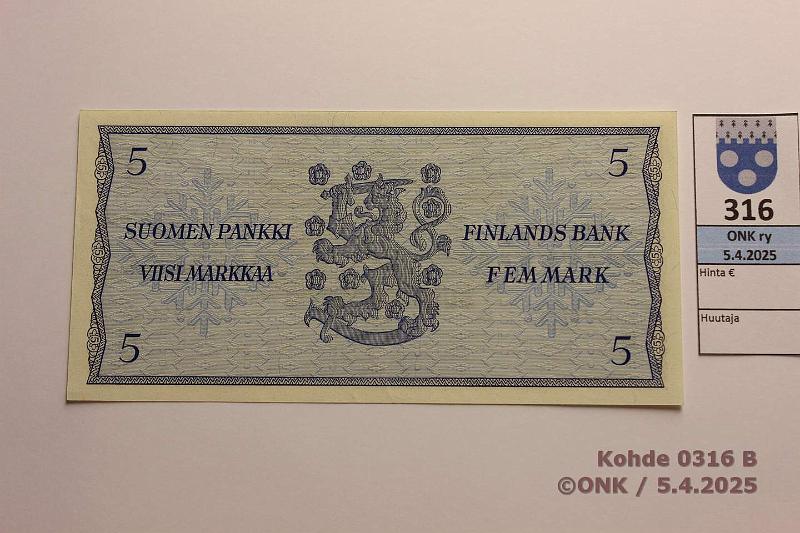 5 5
SUOMEN PANKKI FINLANDS BANK
VIISI MARKKAA FEM MARK
5 5
316
ONK ry
5.4.2025
Hinta €
Huutaja
Kohde 0316 B
©ONK / 5.4.2025